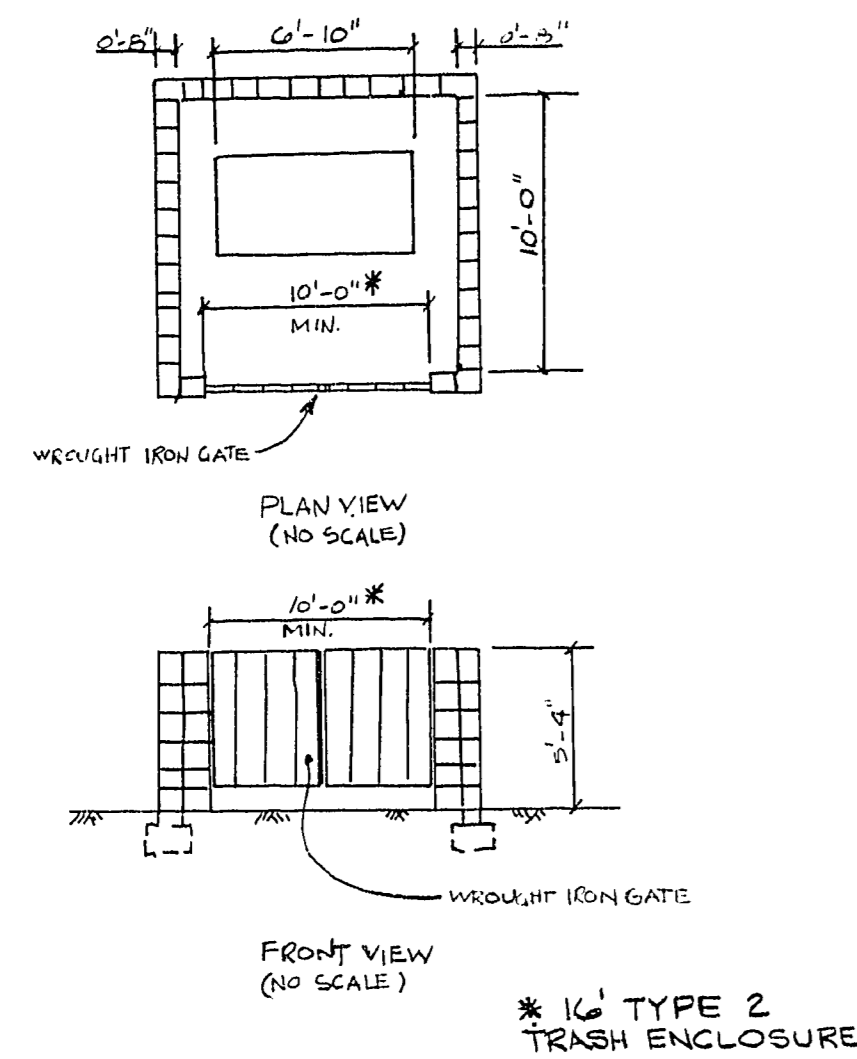 0'-8" 6'-10" 0'-8"
10'-0"
10'-0"*
MIN.
WROUGHT IRON GATE
PLAN VIEW
(NO SCALE)
10'-0"*
MIN.
5'-4"
WROUGHT IRON GATE
FRONT VIEW
(NO SCALE)
* 16' TYPE 2
TRASH ENCLOSURE